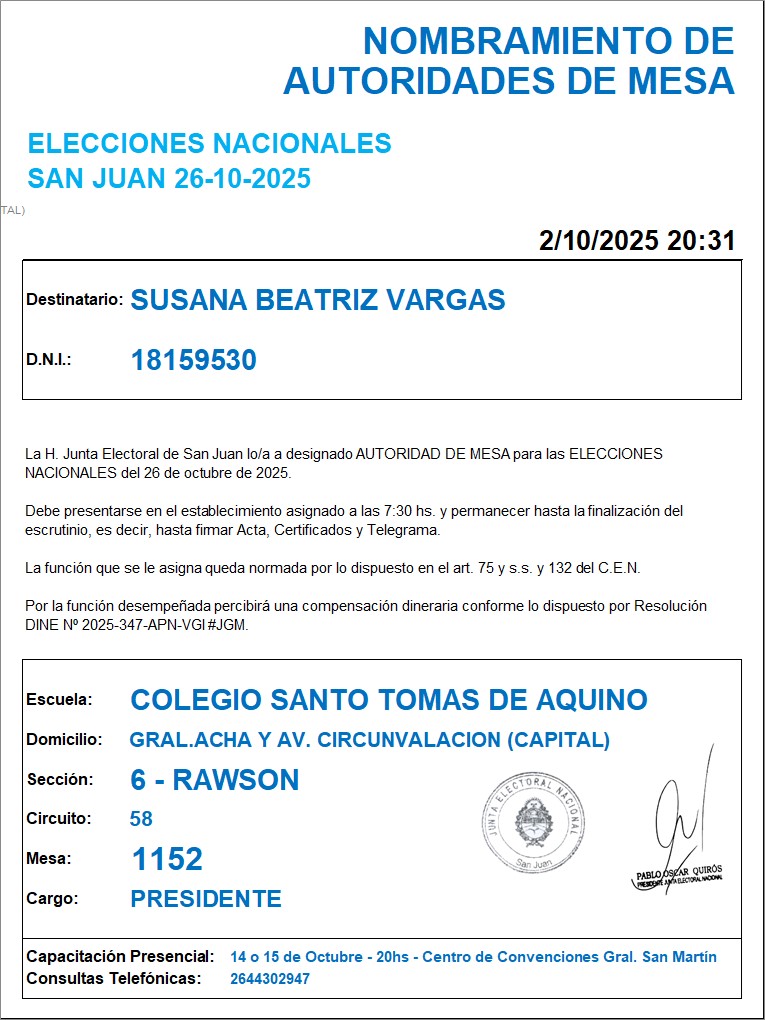 NOMBRAMIENTO DE
AUTORIDADES DE MESA
ELECCIONES NACIONALES
SAN JUAN 26-10-2025
TAL)
2/10/2025 20:31
Destinatario: SUSANA BEATRIZ VARGAS
D.N.I.: 18159530
La H. Junta Electoral de San Juan lo/a a designado AUTORIDAD DE MESA para las ELECCIONES
NACIONALES del 26 de octubre de 2025.
Debe presentarse en el establecimiento asignado a las 7:30 hs. y permanecer hasta la finalización del
escrutinio, es decir, hasta firmar Acta, Certificados y Telegrama.
La función que se le asigna queda normada por lo dispuesto en el art. 75 y s.s. y 132 del C.E.N.
Por la función desempeñada percibirá una compensación dineraria conforme lo dispuesto por Resolución
DINE Nº 2025-347-APN-VGI#JGM.
Escuela: COLEGIO SANTO TOMAS DE AQUINO
Domicilio: GRAL.ACHA Y AV. CIRCUNVALACION (CAPITAL)
Sección: 6 - RAWSON
Circuito: 58
Mesa: 1152
Cargo: PRESIDENTE
JUNTA ELECTORAL NACIONAL
San Juan
PABLO OSCAR QUIRÓS
PRESIDENTE JUNTA ELECTORAL NACIONAL
Capacitación Presencial: 14 o 15 de Octubre - 20hs - Centro de Convenciones Gral. San Martín
Consultas Telefónicas: 2644302947